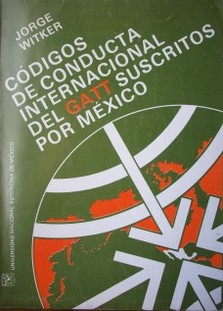 JORGE
WITKER
CÓDIGOS
DE CONDUCTA
INTERNACIONAL
DEL GATT SUSCRITOS
POR MÉXICO
UNIVERSIDAD NACIONAL AUTÓNOMA DE MÉXICO